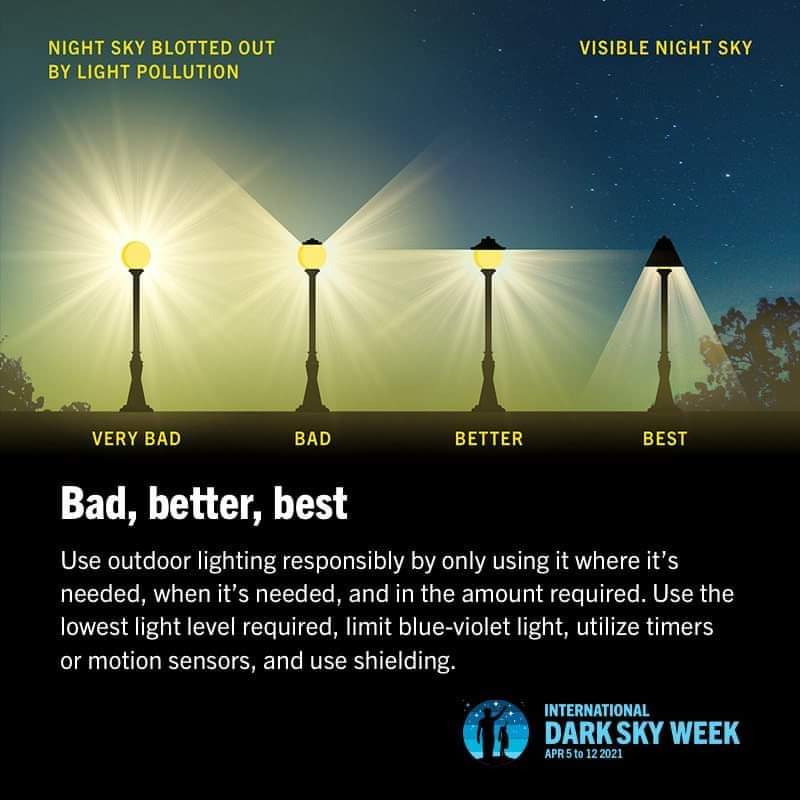 NIGHT SKY BLOTTED OUT
BY LIGHT POLLUTION
VISIBLE NIGHT SKY
VERY BAD
BAD
BETTER
BEST
Bad, better, best
Use outdoor lighting responsibly by only using it where it’s
needed, when it’s needed, and in the amount required. Use the
lowest light level required, limit blue-violet light, utilize timers
or motion sensors, and use shielding.
INTERNATIONAL
DARK SKY WEEK
APR 5 to 12 2021